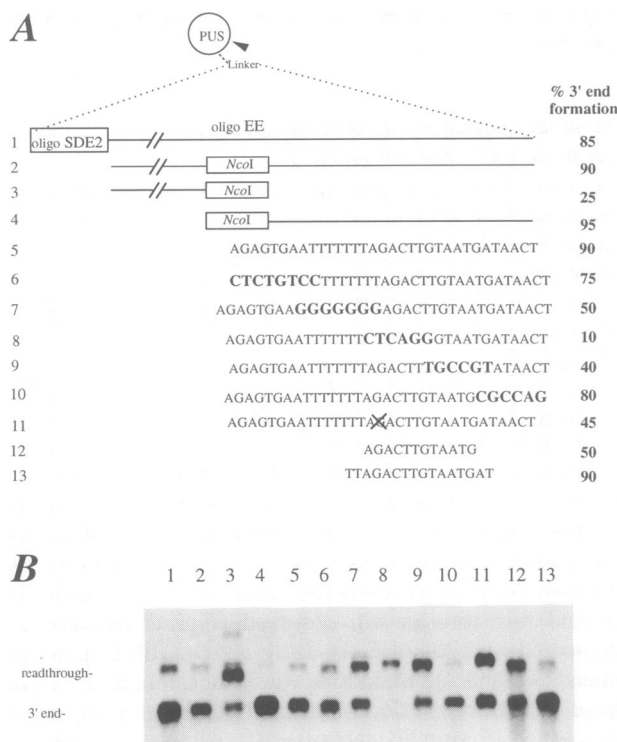 A
PUS
Linker
% 3' end
formation
oligo EE
1 oligo SDE2 85
2 NcoI 90
3 NcoI 25
4 NcoI 95
5 AGAGTGAATTTTTTTAGACTTGTAATGATAACT 90
6 CTCTGTCCTTTTTTTAGACTTGTAATGATAACT 75
7 AGAGTGAAGGGGGGGAGACTTGTAATGATAACT 50
8 AGAGTGAATTTTTTTCTCAGGGTAATGATAACT 10
9 AGAGTGAATTTTTTTAGACTTTGCCGTATAACT 40
10 AGAGTGAATTTTTTTAGACTTGTAATGCGCCAG 80
11 AGAGTGAATTTTTTTAGACTTGTAATGATAACT 45
12 AGACTTGTAATG 50
13 TTAGACTTGTAATGAT 90
B
1 2 3 4 5 6 7 8 9 10 11 12 13
readthrough-
3' end-